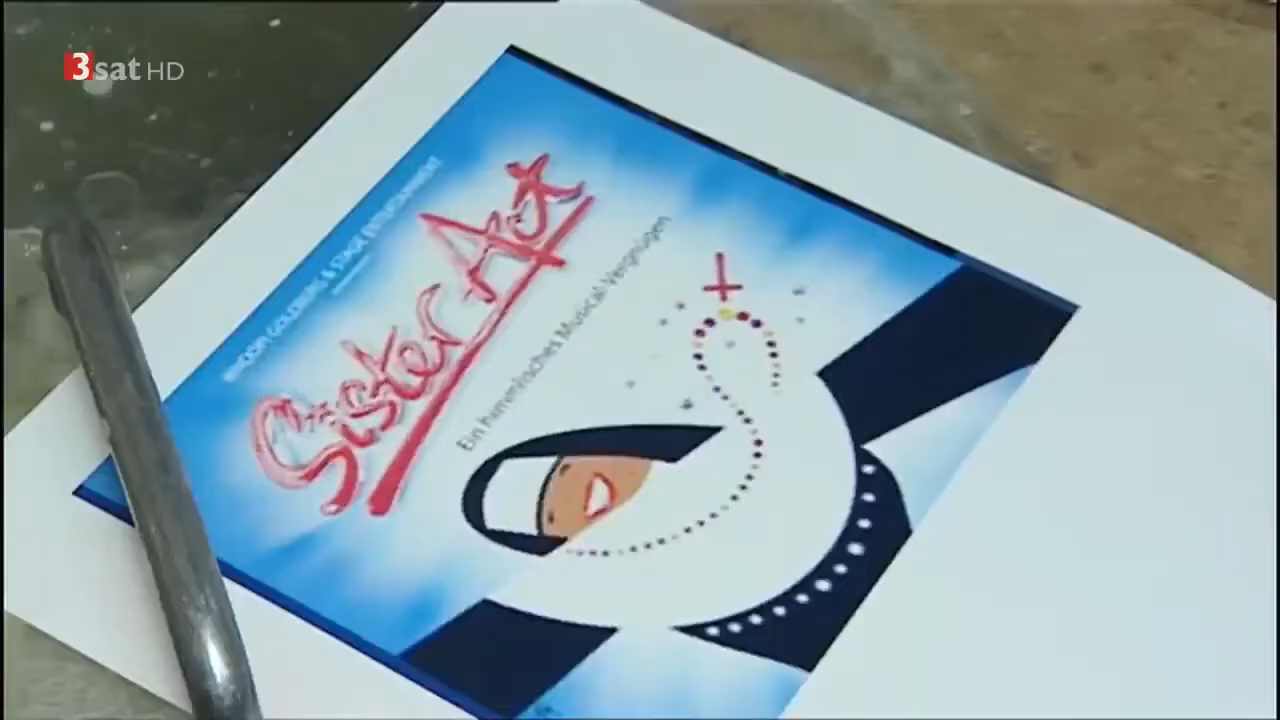 3sat HD
WHOOPI GOLDBERG & STAGE ENTERTAINMENT
Sister Act
Ein himmlisches Musical-Vergnügen